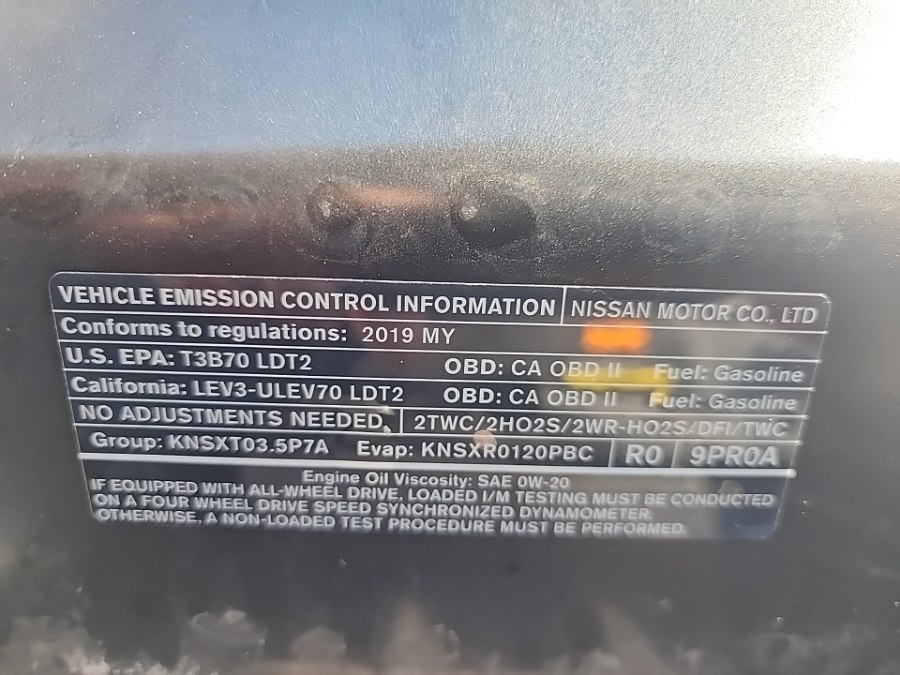 VEHICLE EMISSION CONTROL INFORMATION NISSAN MOTOR CO., LTD
Conforms to regulations: 2019 MY
U.S. EPA: T3B70 LDT2 OBD: CA OBD II Fuel: Gasoline
California: LEV3-ULEV70 LDT2 OBD: CA OBD II Fuel: Gasoline
NO ADJUSTMENTS NEEDED. 2TWC/2HO2S/2WR-HO2S/DFI/TWC
Group: KNSXT03.5P7A Evap: KNSXR0120PBC R0 9PR0A
Engine Oil Viscosity: SAE 0W-20
IF EQUIPPED WITH ALL-WHEEL DRIVE, LOADED I/M TESTING MUST BE CONDUCTED
ON A FOUR WHEEL DRIVE SPEED SYNCHRONIZED DYNAMOMETER.
OTHERWISE, A NON-LOADED TEST PROCEDURE MUST BE PERFORMED.